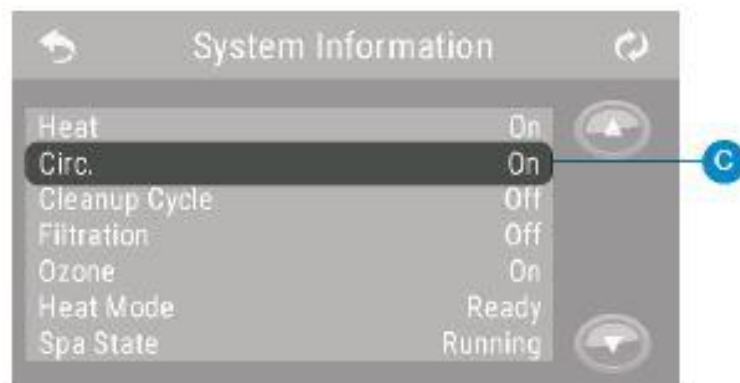 System Information
Heat On
Circ. On
C
Cleanup Cycle Off
Filtration Off
Ozone On
Heat Mode Ready
Spa State Running